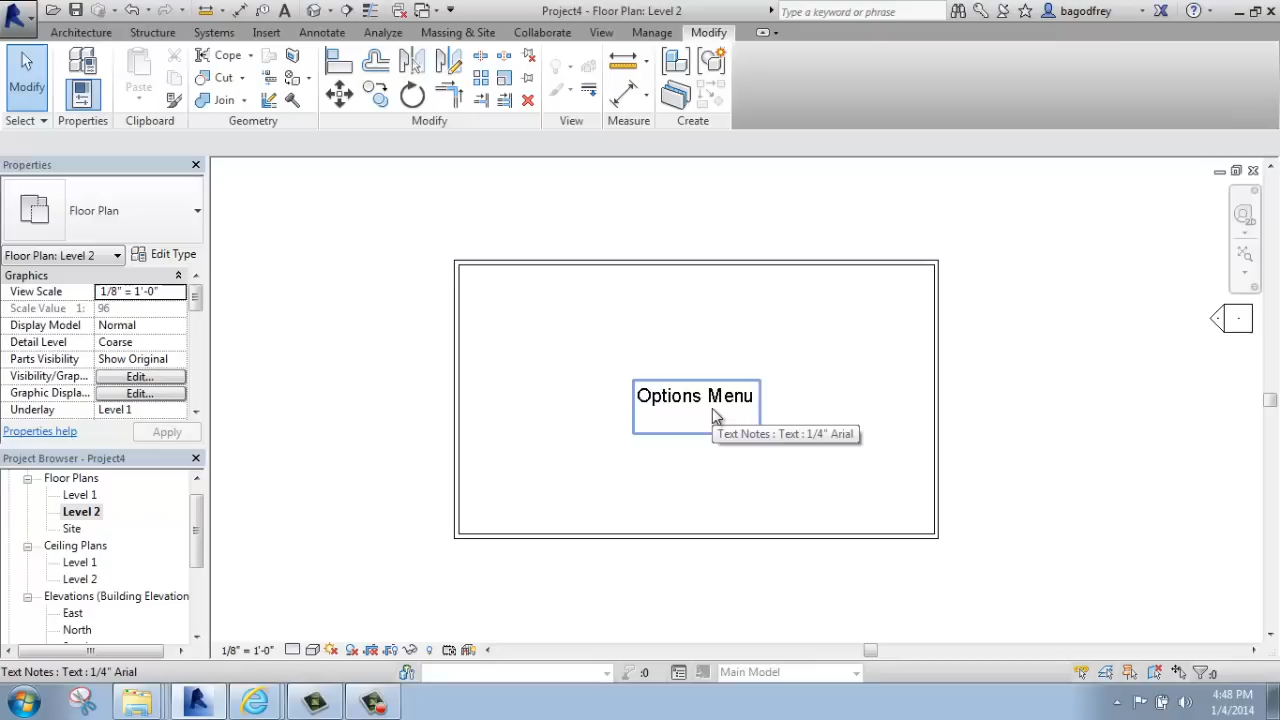 Project4 - Floor Plan: Level 2
Type a keyword or phrase
bagodfrey
Architecture
Structure
Systems
Insert
Annotate
Analyze
Massing & Site
Collaborate
View
Manage
Modify
Modify
Paste
Cope
Cut
Join
Select
Properties
Clipboard
Geometry
Modify
View
Measure
Create
Properties
Floor Plan
Floor Plan: Level 2
Edit Type
Graphics
View Scale 1/8" = 1'-0"
Scale Value 1: 96
Display Model Normal
Detail Level Coarse
Parts Visibility Show Original
Visibility/Grap... Edit...
Graphic Displa... Edit...
Underlay Level 1
Properties help
Apply
Project Browser - Project4
Floor Plans
Level 1
Level 2
Site
Ceiling Plans
Level 1
Level 2
Elevations (Building Elevation
East
North
Options Menu
Text Notes : Text : 1/4" Arial
2D
1/8" = 1'-0"
Text Notes : Text : 1/4" Arial
:0
Main Model
:0
4:48 PM
1/4/2014